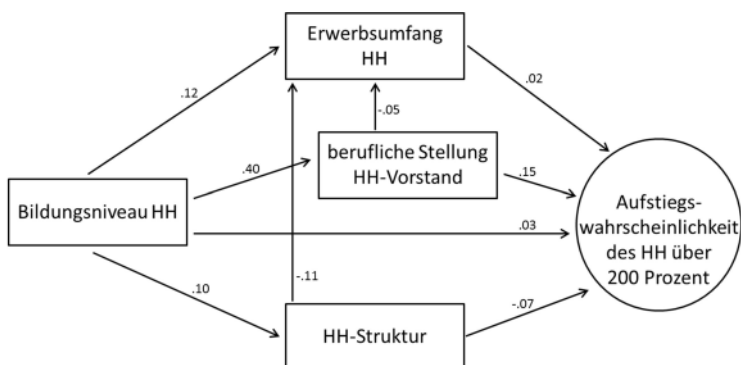 Erwerbsumfang
HH
.12
.02
-.05
.40
berufliche Stellung
HH-Vorstand
.15
Bildungsniveau HH
.03
Aufstiegs-
wahrscheinlichkeit
des HH über
200 Prozent
.10
-.11
-.07
HH-Struktur